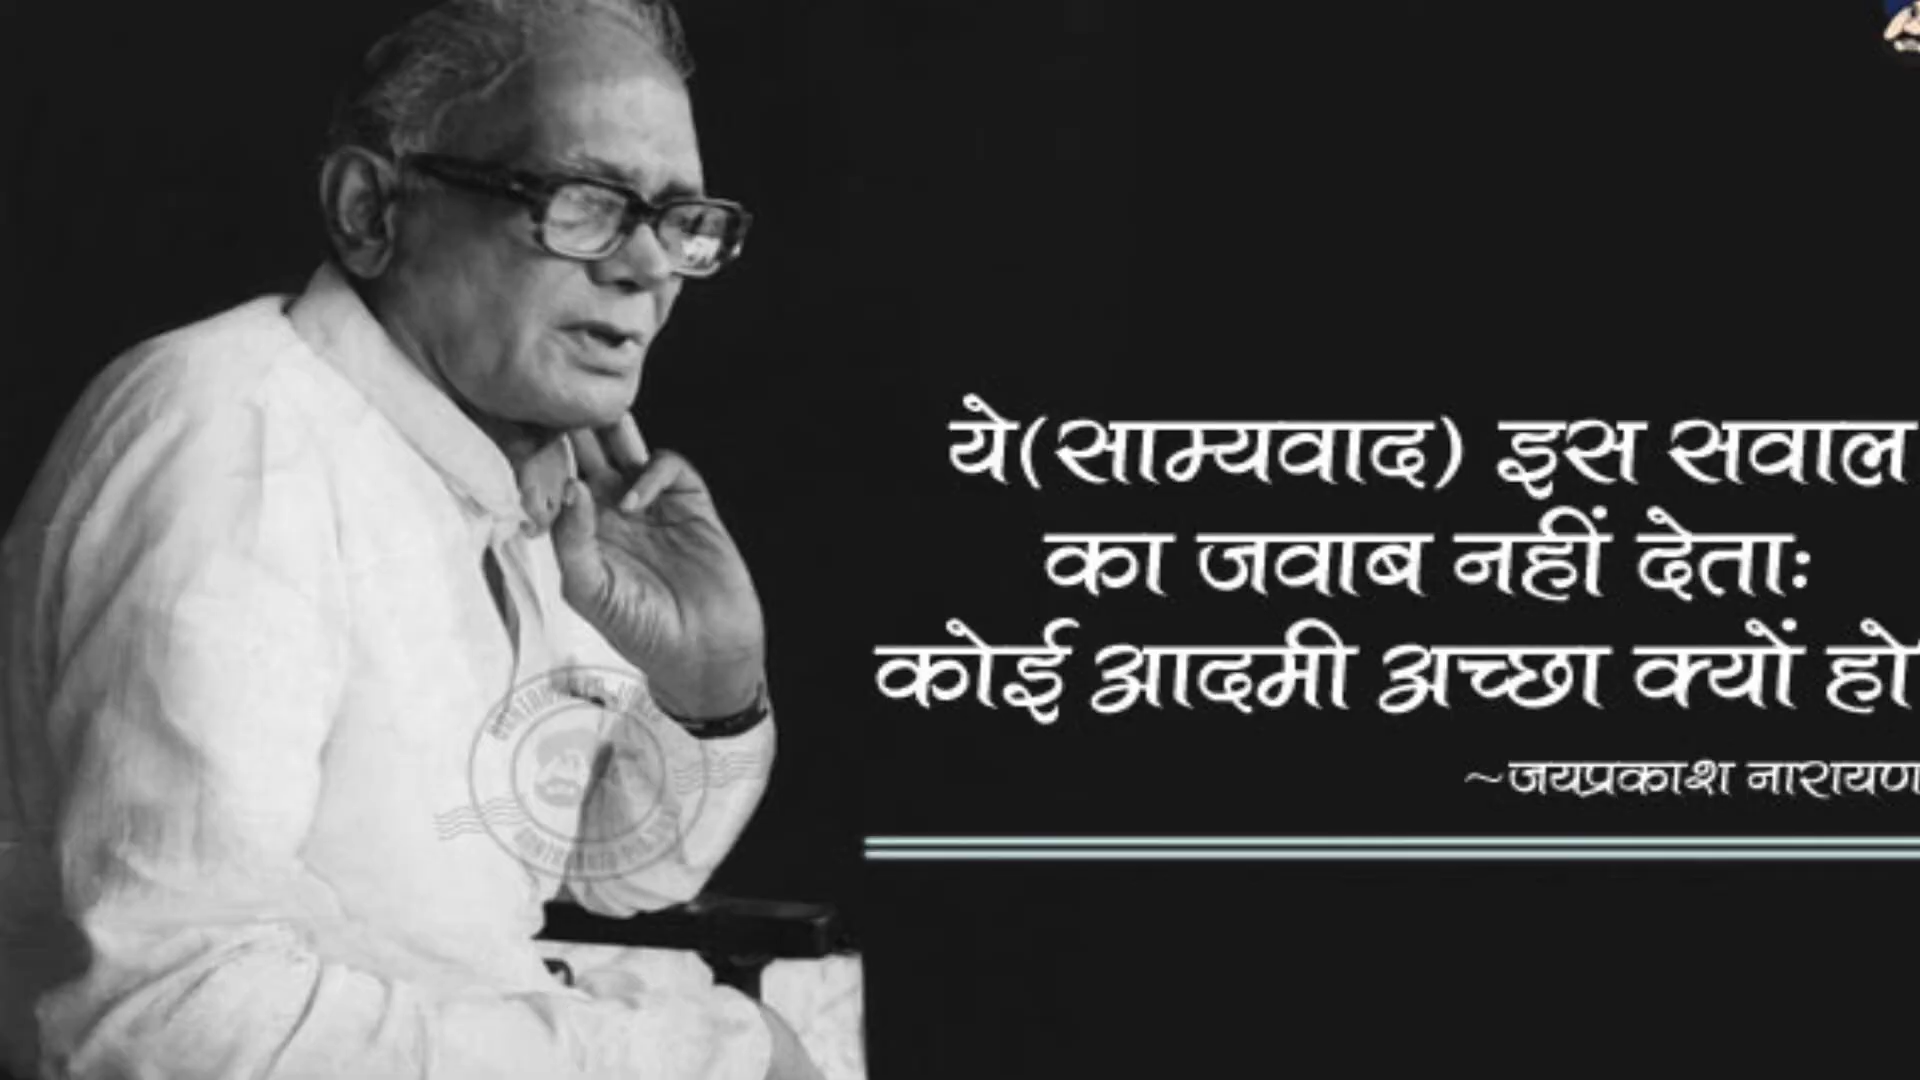 ये(साम्यवाद) इस सवाल
का जवाब नहीं देताः
कोई आदमी अच्छा क्यों हो
~जयप्रकाश नारायण